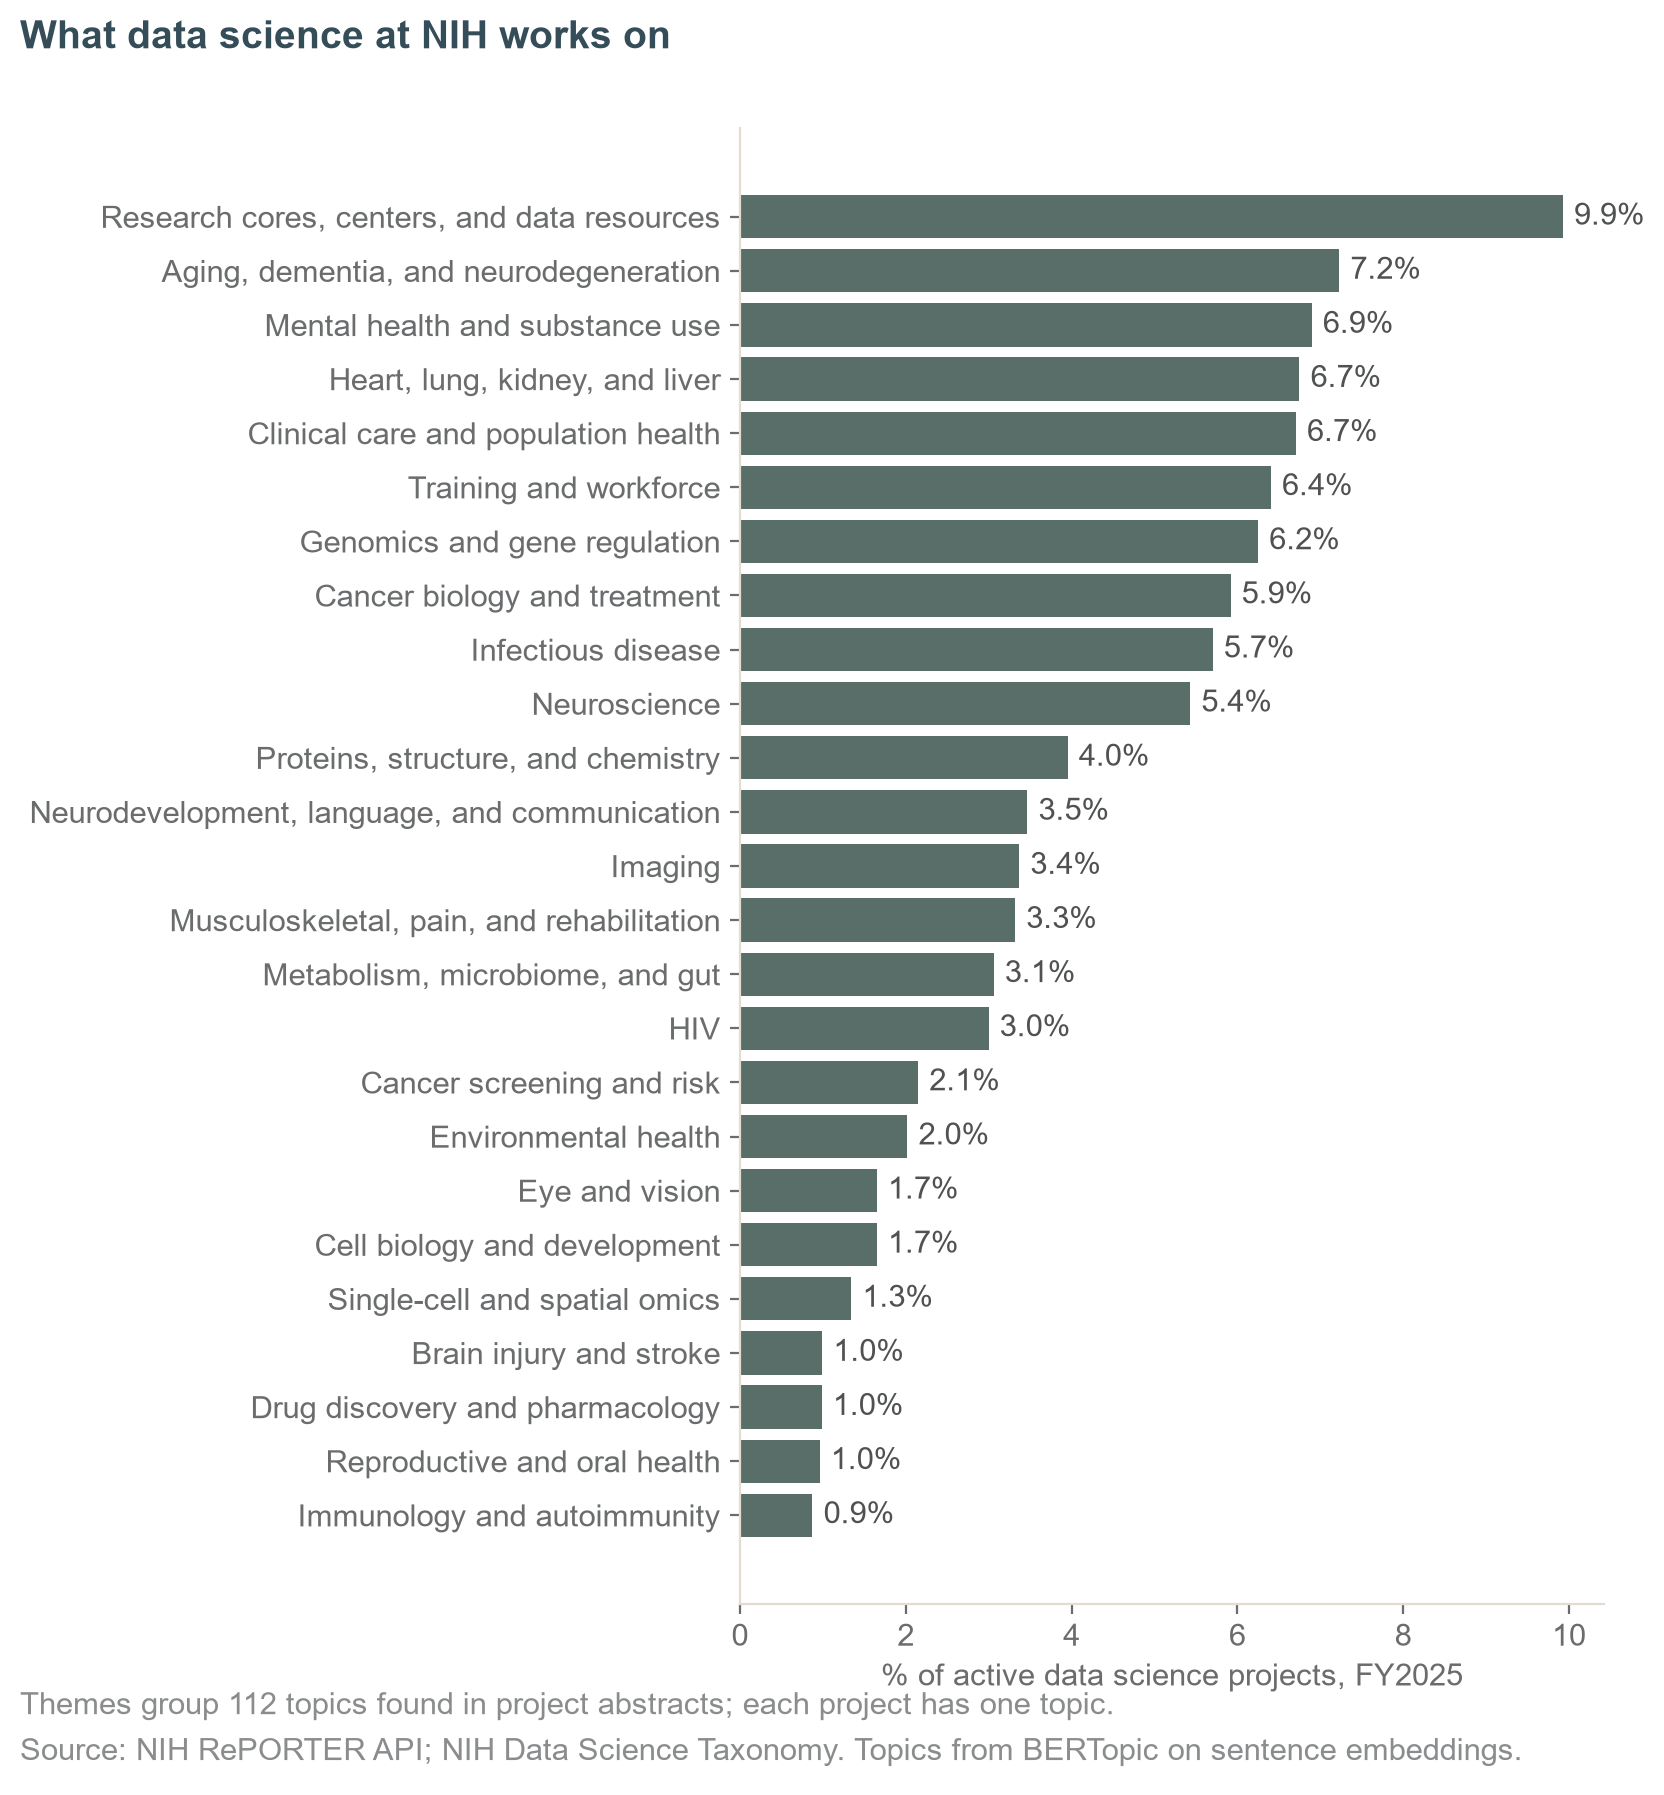 What data science at NIH works on
Research cores, centers, and data resources 9.9%
Aging, dementia, and neurodegeneration 7.2%
Mental health and substance use 6.9%
Heart, lung, kidney, and liver 6.7%
Clinical care and population health 6.7%
Training and workforce 6.4%
Genomics and gene regulation 6.2%
Cancer biology and treatment 5.9%
Infectious disease 5.7%
Neuroscience 5.4%
Proteins, structure, and chemistry 4.0%
Neurodevelopment, language, and communication 3.5%
Imaging 3.4%
Musculoskeletal, pain, and rehabilitation 3.3%
Metabolism, microbiome, and gut 3.1%
HIV 3.0%
Cancer screening and risk 2.1%
Environmental health 2.0%
Eye and vision 1.7%
Cell biology and development 1.7%
Single-cell and spatial omics 1.3%
Brain injury and stroke 1.0%
Drug discovery and pharmacology 1.0%
Reproductive and oral health 1.0%
Immunology and autoimmunity 0.9%
0 2 4 6 8 10
% of active data science projects, FY2025
Themes group 112 topics found in project abstracts; each project has one topic.
Source: NIH RePORTER API; NIH Data Science Taxonomy. Topics from BERTopic on sentence embeddings.